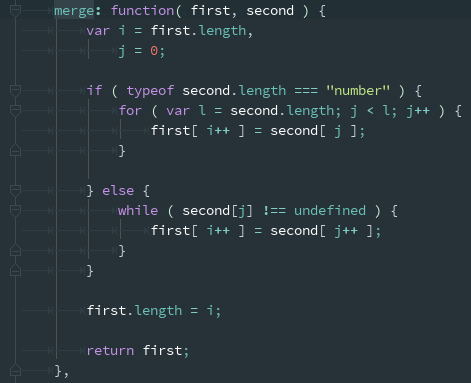 merge: function( first, second ) {
var i = first.length,
j = 0;
if ( typeof second.length === "number" ) {
for ( var l = second.length; j < l; j++ ) {
first[ i++ ] = second[ j ];
}
} else {
while ( second[j] !== undefined ) {
first[ i++ ] = second[ j++ ];
}
}
first.length = i;
return first;
},